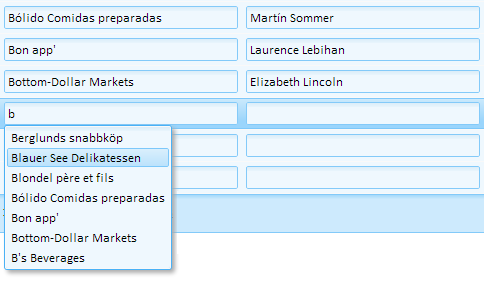 Bólido Comidas preparadas Martín Sommer
Bon app' Laurence Lebihan
Bottom-Dollar Markets Elizabeth Lincoln
b
Berglunds snabbköp
Blauer See Delikatessen
Blondel père et fils
Bólido Comidas preparadas
Bon app'
Bottom-Dollar Markets
B's Beverages